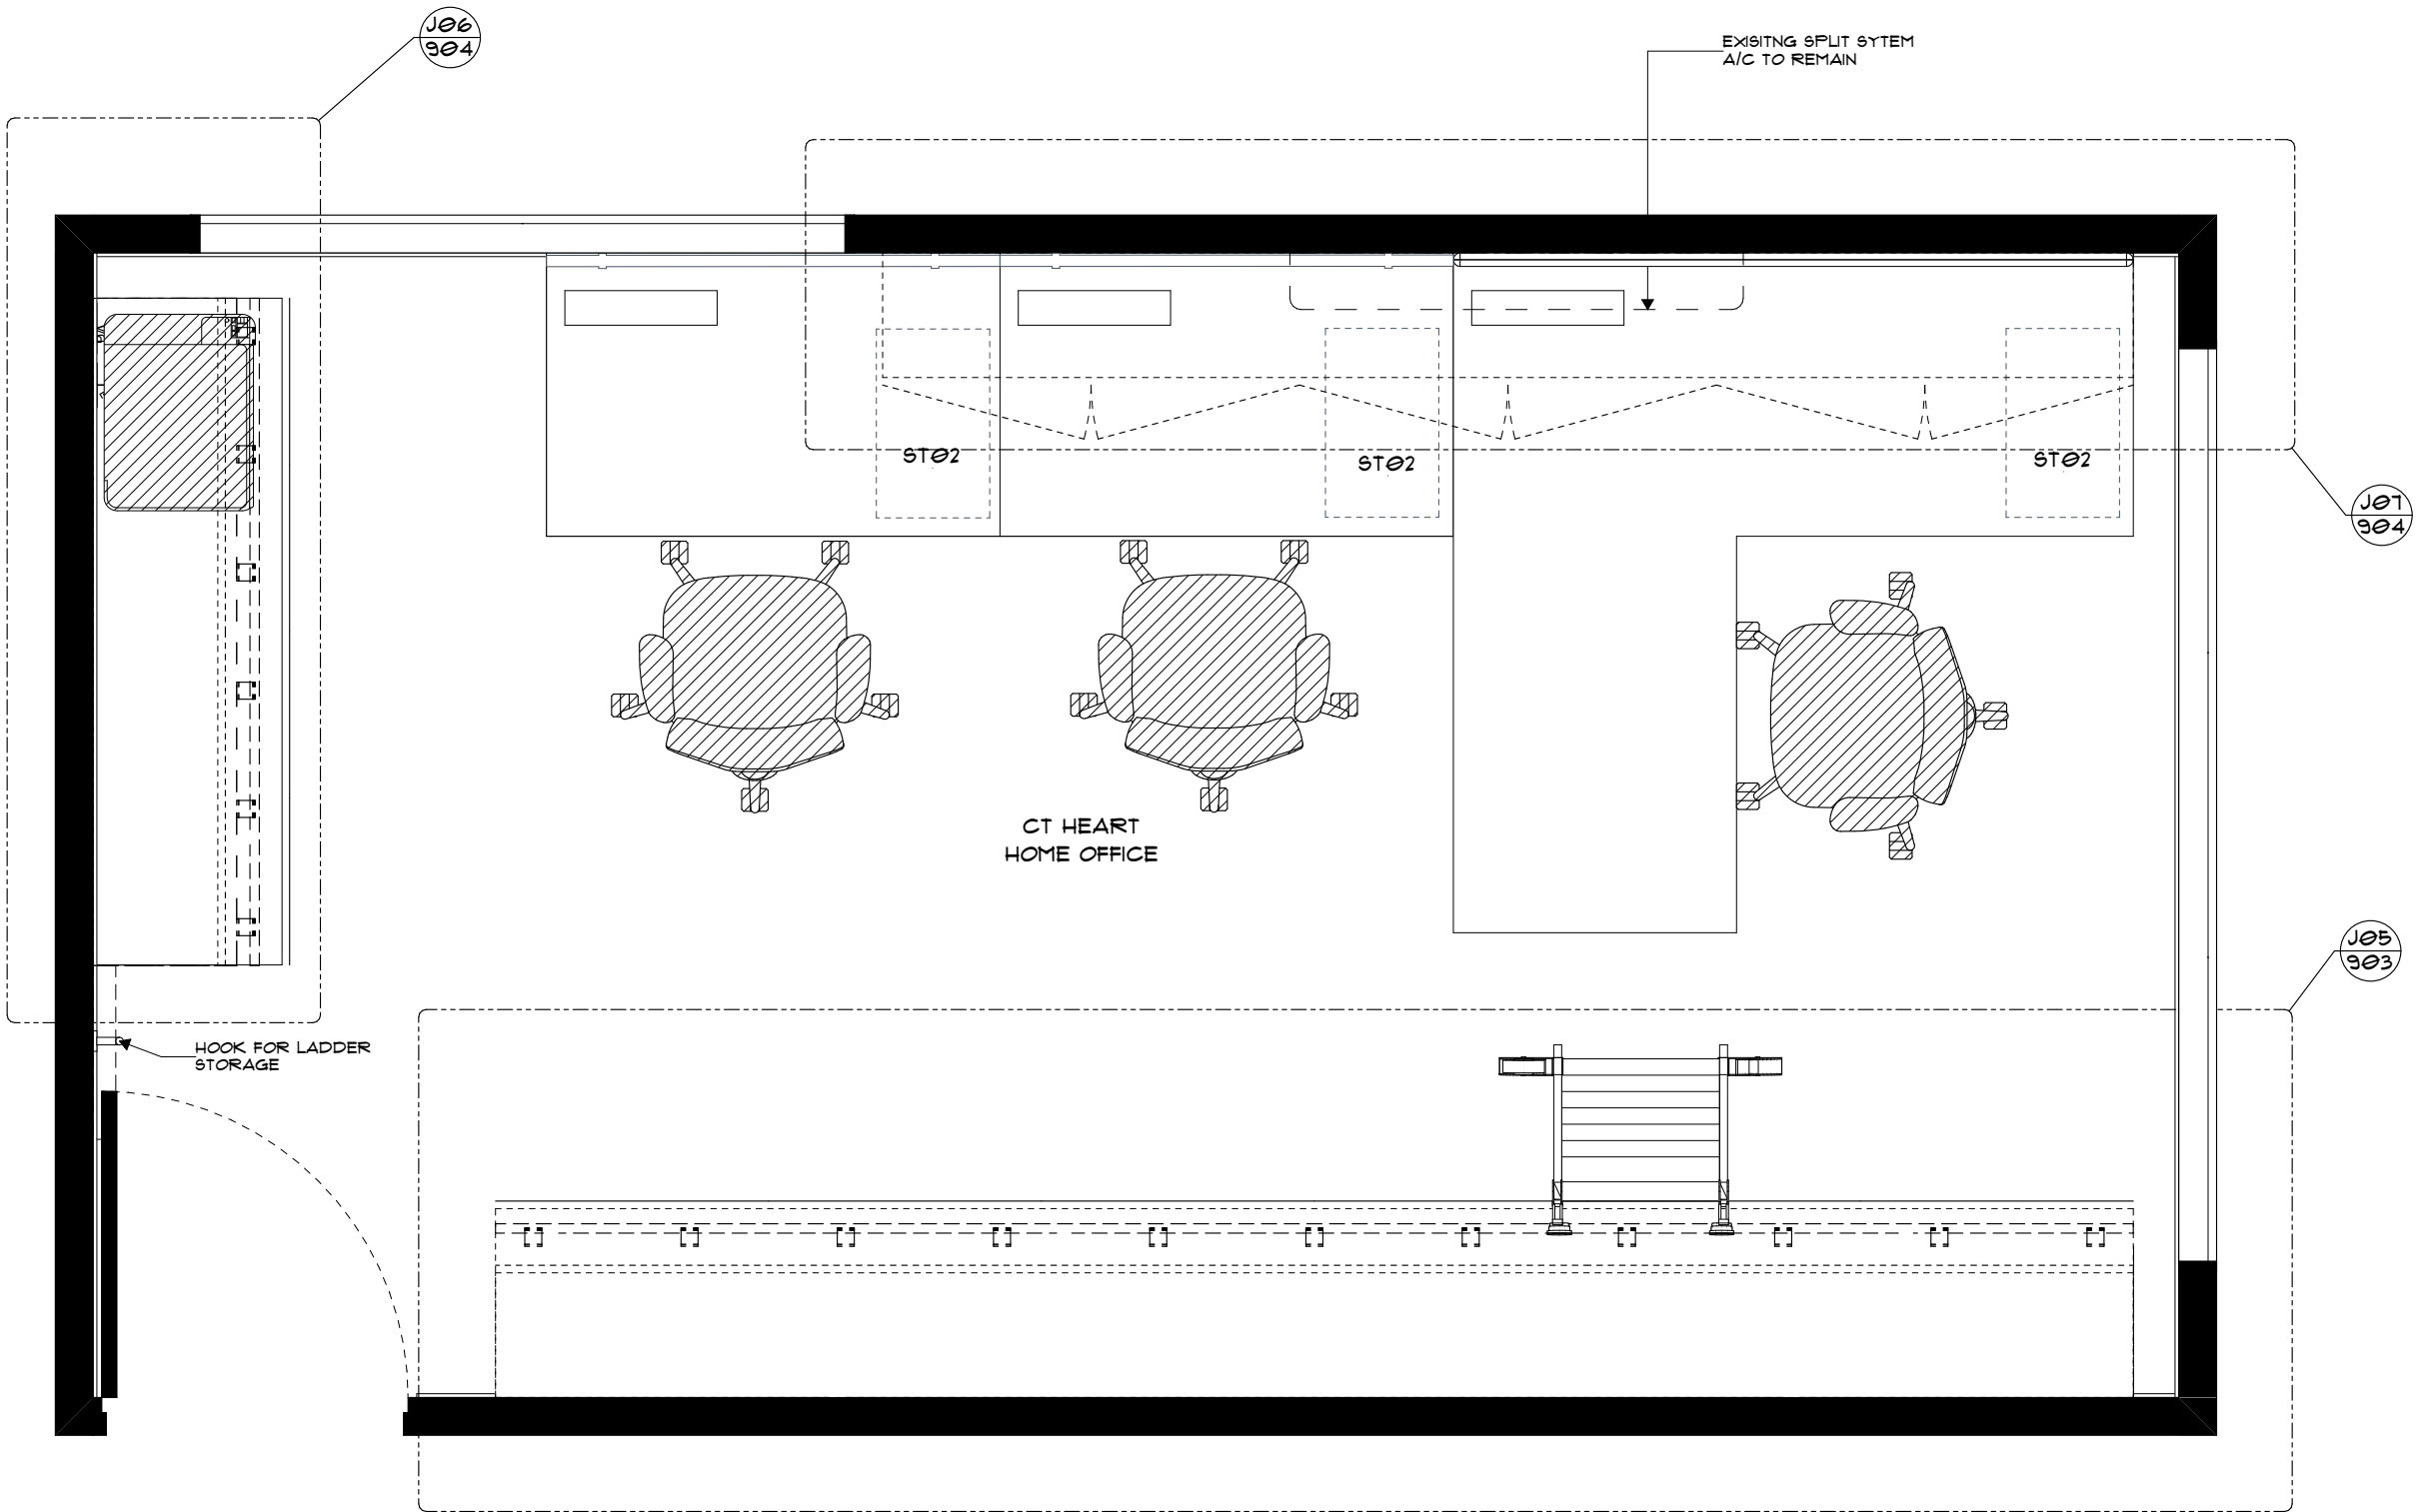 J06
904
EXISITNG SPLIT SYTEM
A/C TO REMAIN
ST02
ST02
ST02
J07
904
CT HEART
HOME OFFICE
J05
903
HOOK FOR LADDER
STORAGE